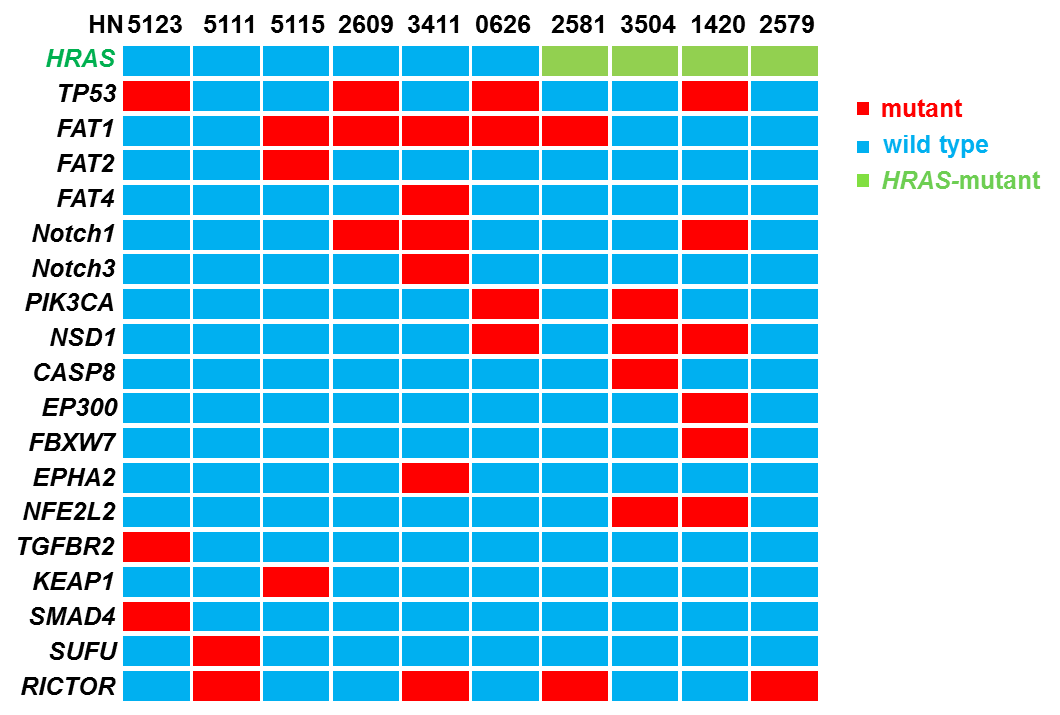 HN 5123 5111 5115 2609 3411 0626 2581 3504 1420 2579
HRAS
TP53
mutant
FAT1
wild type
FAT2
HRAS-mutant
FAT4
Notch1
Notch3
PIK3CA
NSD1
CASP8
EP300
FBXW7
EPHA2
NFE2L2
TGFBR2
KEAP1
SMAD4
SUFU
RICTOR